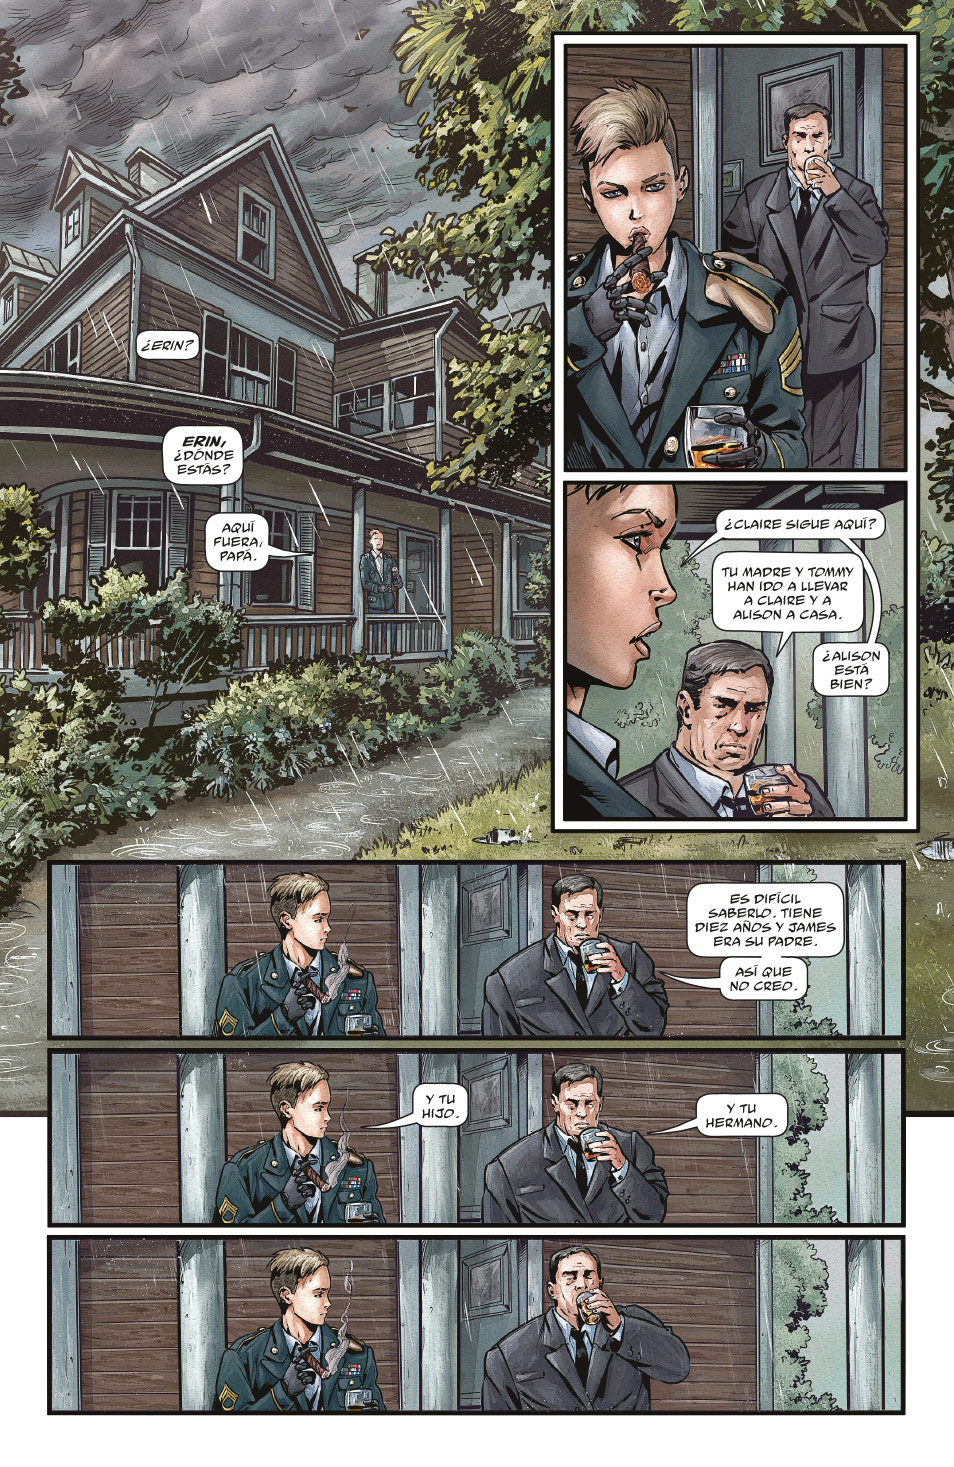 ¿ERIN?
ERIN,
¿DÓNDE
ESTÁS?
AQUÍ
FUERA,
PAPÁ.
¿CLAIRE SIGUE AQUÍ?
TU MADRE Y TOMMY
HAN IDO A LLEVAR
A CLAIRE Y A
ALISON A CASA.
¿ALISON
ESTÁ
BIEN?
ES DIFÍCIL
SABERLO. TIENE
DIEZ AÑOS Y JAMES
ERA SU PADRE.
ASÍ QUE
NO CREO.
Y TU
HIJO.
Y TU
HERMANO.